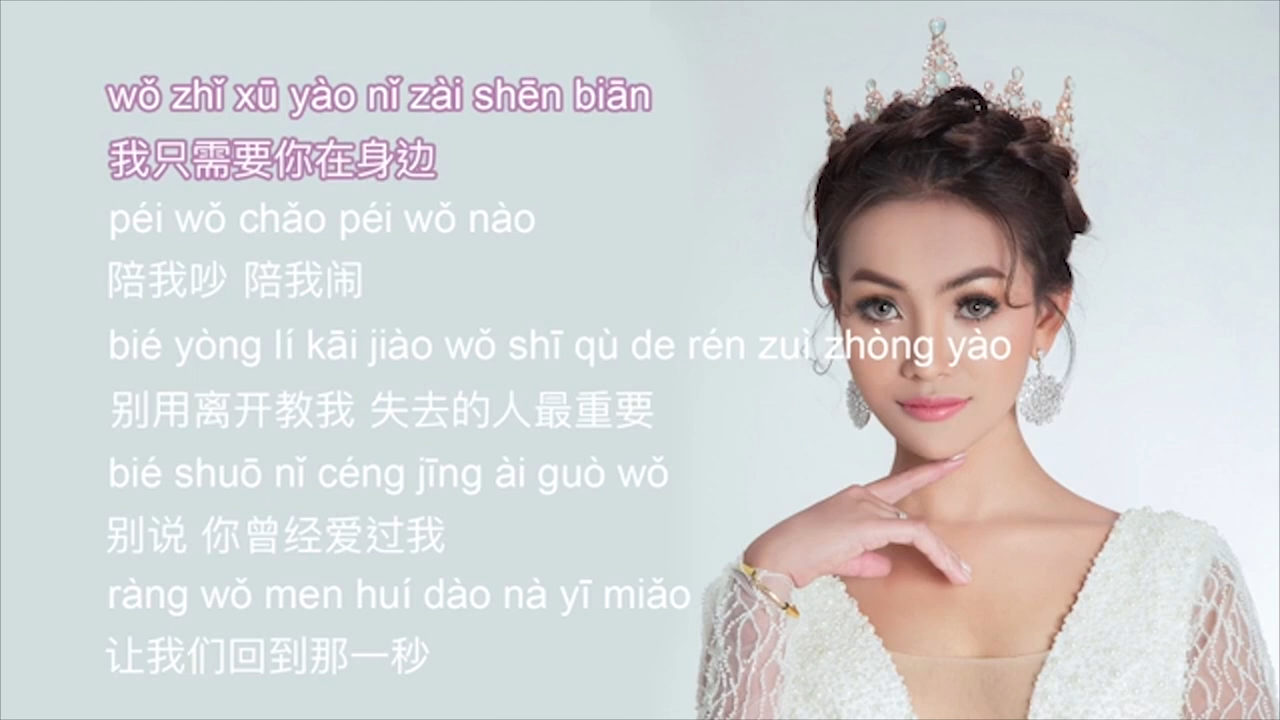 wǒ zhǐ xū yào nǐ zài shēn biān
我只需要你在身边
péi wǒ chǎo péi wǒ nào
陪我吵 陪我闹
bié yòng lí kāi jiào wǒ shī qù de rén zuì zhòng yào
别用离开教我 失去的人最重要
bié shuō nǐ céng jīng ài guò wǒ
别说 你曾经爱过我
ràng wǒ men huí dào nà yī miǎo
让我们回到那一秒